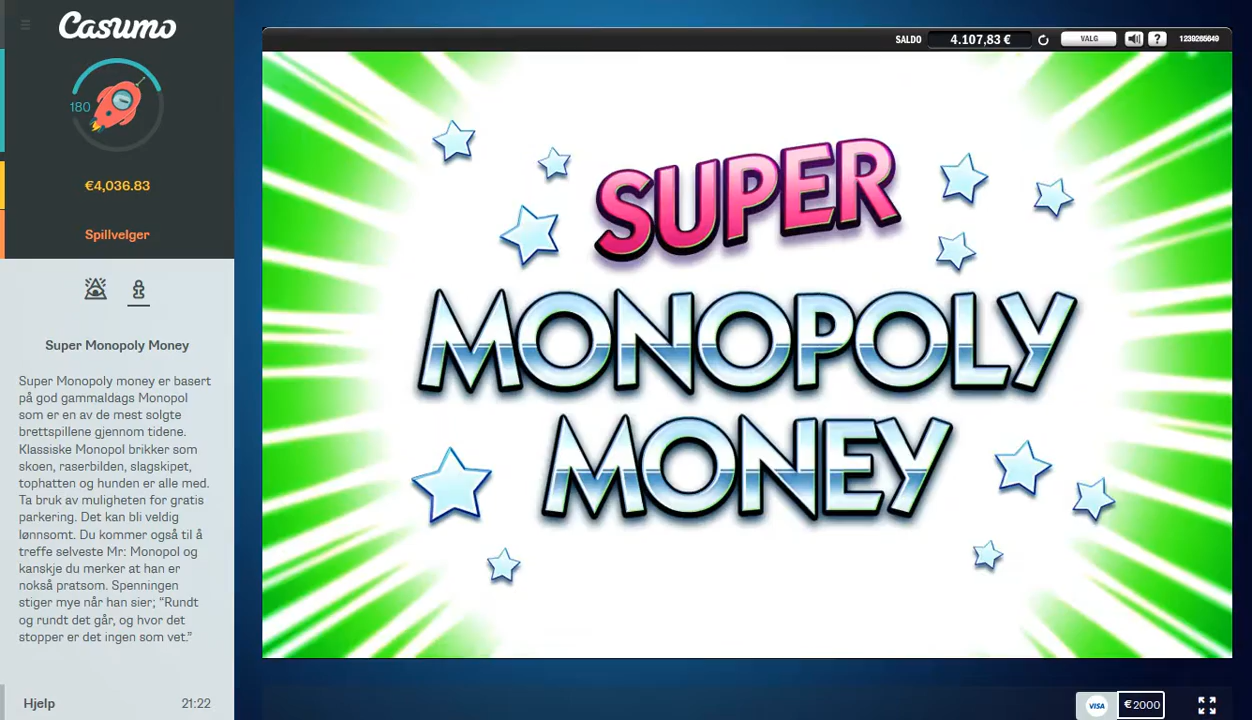 Casumo
180
€4,036.83
Spillvelger
Super Monopoly Money
Super Monopoly money er basert
på god gammaldags Monopol
som er en av de mest solgte
brettspillene gjennom tidene.
Klassiske Monopol brikker som
skoen, raserbilden, slagskipet,
tophatten og hunden er alle med.
Ta bruk av muligheten for gratis
parkering. Det kan bli veldig
lønnsomt. Du kommer også til å
treffe selveste Mr: Monopol og
kanskje du merker at han er
nokså pratsom. Spenningen
stiger mye når han sier; “Rundt
og rundt det går, og hvor det
stopper er det ingen som vet.”
Hjelp 21:22
SALDO 4.107,83 € VALG ? 1239265649
SUPER
MONOPOLY
MONEY
VISA €2000